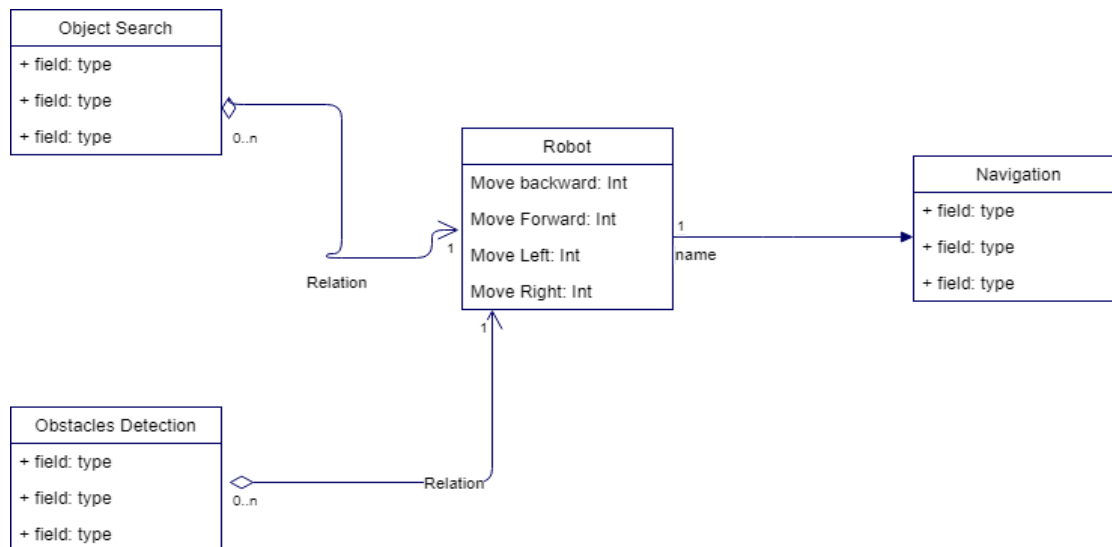 Object Search
+ field: type
+ field: type
+ field: type
0..n
Relation
1
Robot
Move backward: Int
Move Forward: Int
Move Left: Int
Move Right: Int
1
name
Navigation
+ field: type
+ field: type
+ field: type
1
Obstacles Detection
+ field: type
+ field: type
+ field: type
0..n
Relation